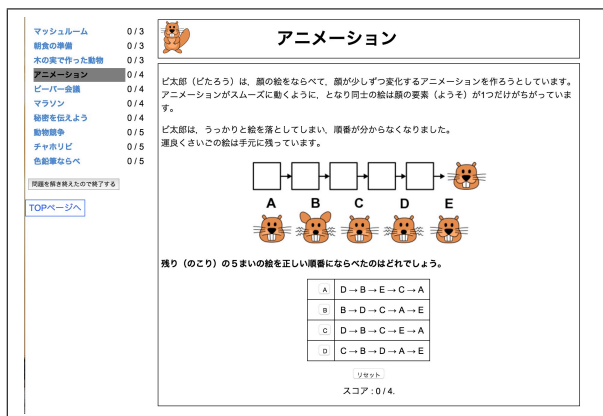 マッシュルーム 0 / 3
朝食の準備 0 / 3
木の実で作った動物 0 / 3
アニメーション 0 / 4
ビーバー会議 0 / 4
マラソン 0 / 4
秘密を伝えよう 0 / 4
動物競争 0 / 5
チャホリビ 0 / 5
色鉛筆ならべ 0 / 5
問題を解き終えたので終了する
TOPページへ
アニメーション
ビ太郎（びたろう）は，顔の絵をならべて，顔が少しずつ変化するアニメーションを作ろうとしています。
アニメーションがスムーズに動くように，となり同士の絵は顔の要素（ようそ）が1つだけがちがっていま
す。
ビ太郎は，うっかりと絵を落としてしまい，順番が分からなくなりました。
運良くさいごの絵は手元に残っています。
A B C D E
残り（のこり）の５まいの絵を正しい順番にならべたのはどれでしょう。
A D → B → E → C → A
B B → D → C → A → E
C D → B → C → E → A
D C → B → D → A → E
リセット
スコア : 0 / 4.